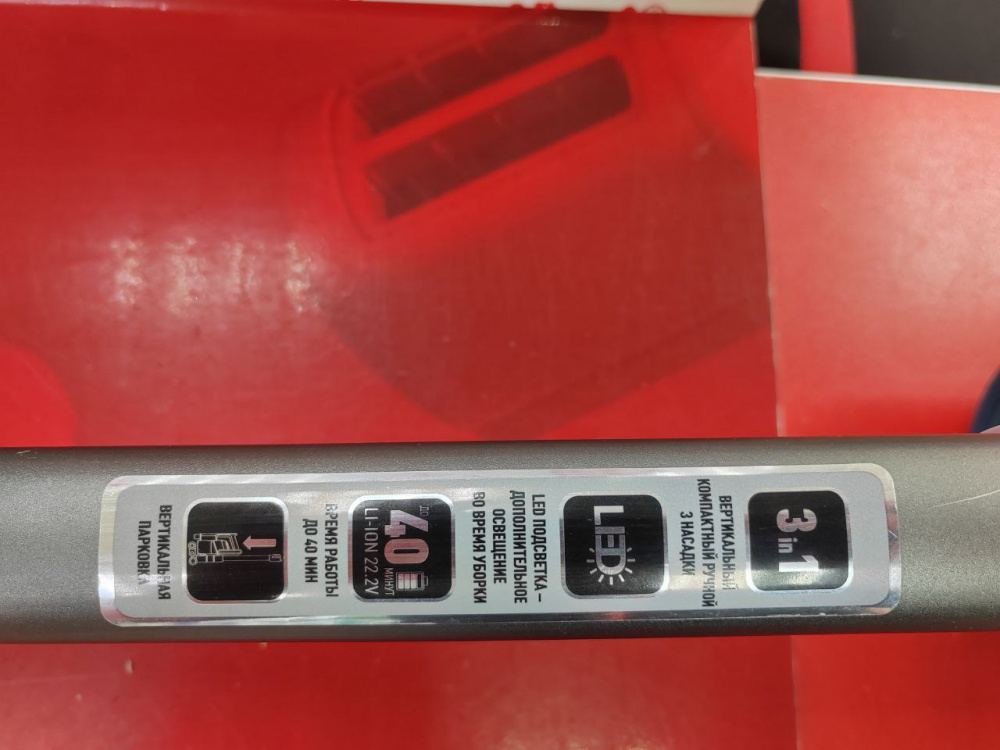 3 in 1
ВЕРТИКАЛЬНЫЙ
КОМПАКТНЫЙ РУЧНОЙ
3 НАСАДКИ
LED
LED ПОДСВЕТКА –
ДОПОЛНИТЕЛЬНОЕ
ОСВЕЩЕНИЕ
ВО ВРЕМЯ УБОРКИ
ДО
40
МИНУТ
LI-ION 22.2V
ВРЕМЯ РАБОТЫ
ДО 40 МИН
ВЕРТИКАЛЬНАЯ
ПАРКОВКА